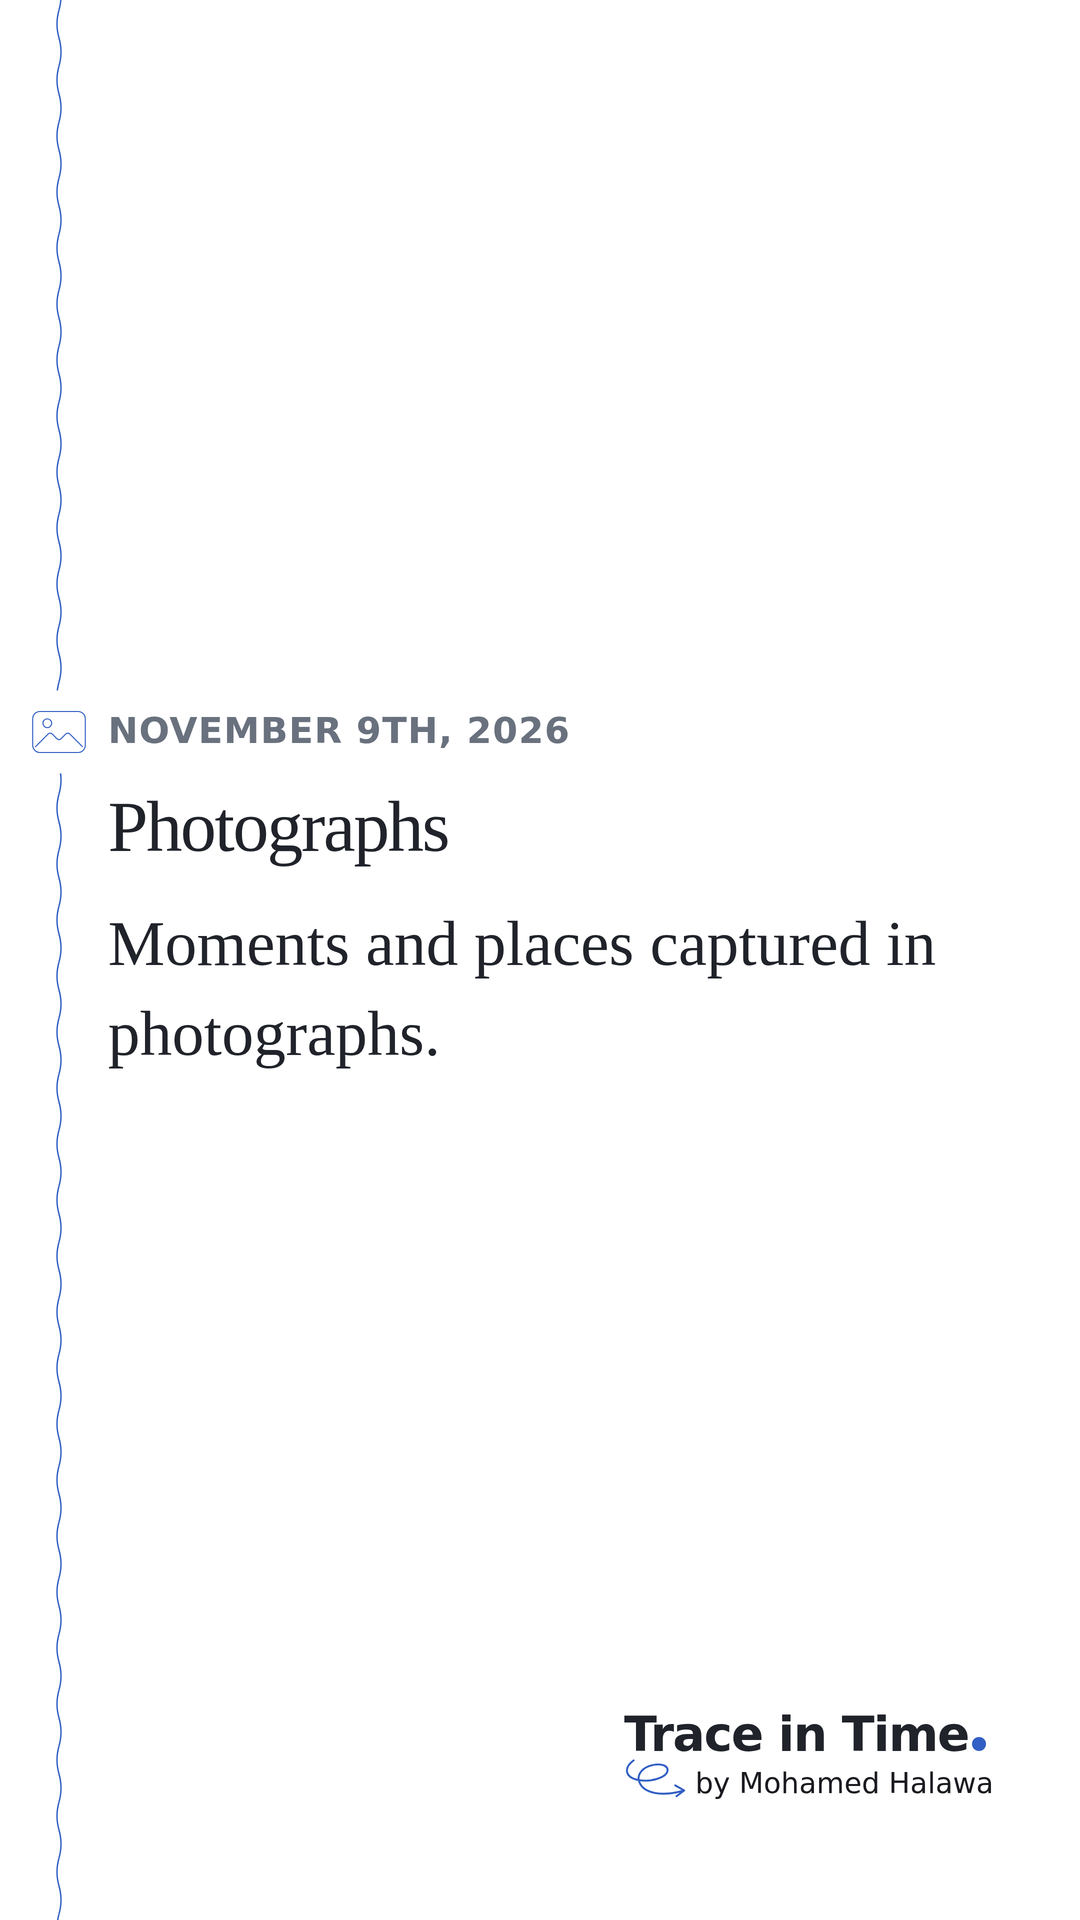 NOVEMBER 9TH, 2026
Photographs
Moments and places captured in
photographs.
Trace in Time.
by Mohamed Halawa